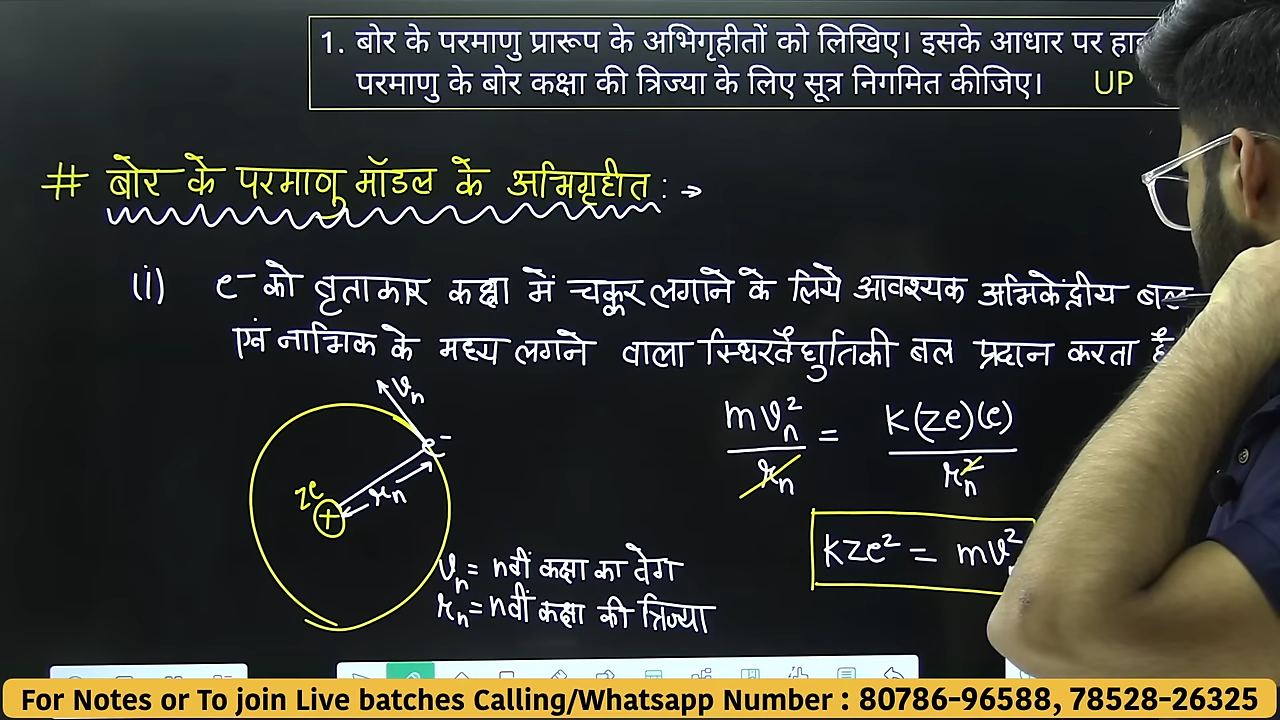 1. बोर के परमाणु प्रारूप के अभिगृहीतों को लिखिए। इसके आधार पर
परमाणु के बोर कक्षा की त्रिज्या के लिए सूत्र निगमित कीजिए। UP
# बोर के परमाणु मॉडल के अभिगृहीत : →
(i) e⁻ को वृताकार कक्षा में चक्कर लगाने के लिये आवश्यक अभिकेंद्रीय बल
एवं नाभिक के मध्य लगने वाला स्थिरवैधुतिकी बल प्रदान करता है
vₙ
e⁻
rₙ
ze
+
mvₙ²/rₙ = K(ze)(e)/rₙ²
kze² = mv²
vₙ = nवीं कक्षा का वेग
rₙ = nवीं कक्षा की त्रिज्या
For Notes or To join Live batches Calling/Whatsapp Number : 80786-96588, 78528-26325